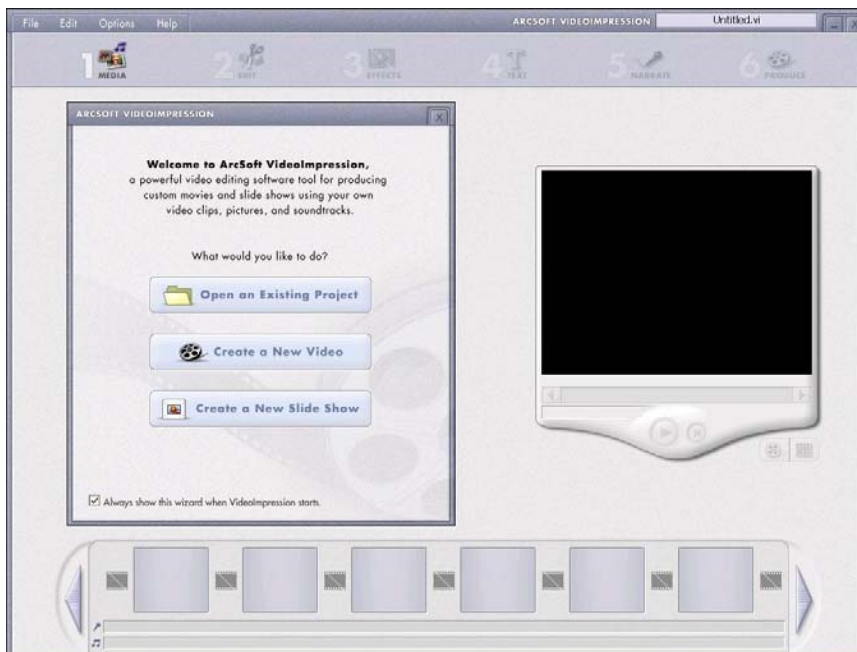 File Edit Options Help ARCSOFT VIDEOIMPRESSION Untitled.vi
1 MEDIA 2 EDIT 3 EFFECTS 4 TEXT 5 NARRATE 6 PRODUCE
ARCSOFT VIDEOIMPRESSION X
Welcome to ArcSoft VideoImpression,
a powerful video editing software tool for producing
custom movies and slide shows using your own
video clips, pictures, and soundtracks.
What would you like to do?
Open an Existing Project
Create a New Video
Create a New Slide Show
Always show this wizard when VideoImpression starts.